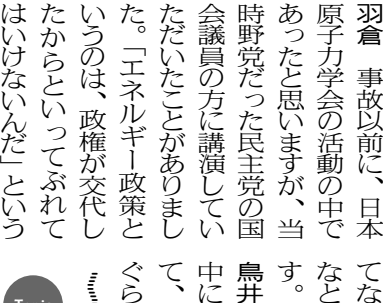 羽倉　事故以前に、日本
原子力学会の活動の中で
あったと思いますが、当
時野党だった民主党の国
会議員の方に講演してい
ただいたことがありまし
た。「エネルギー政策と
いうのは、政権が交代し
たからといってぶれて
はいけないんだ」という
てな
なと
す。
鳥井
中に
て、
ぐら